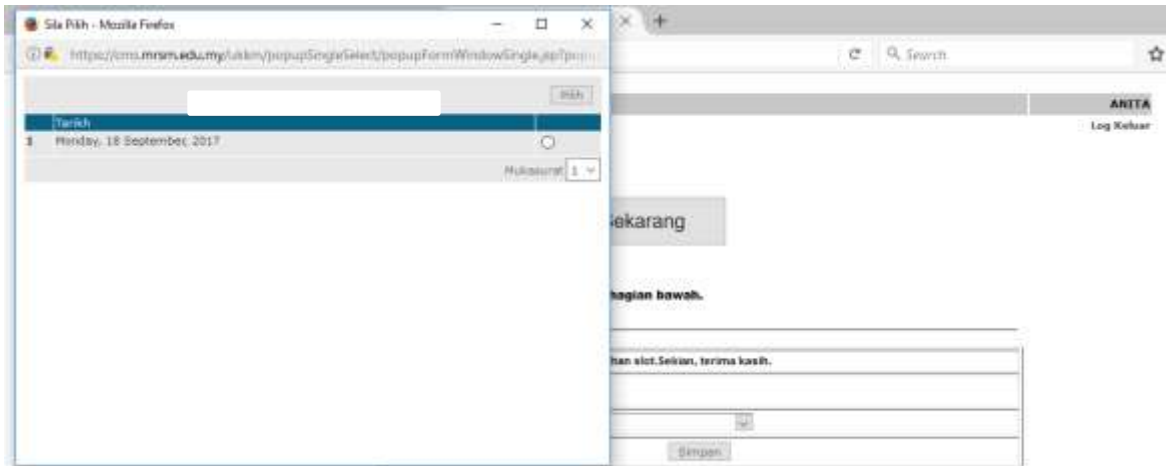 Sila Pilih - Mozilla Firefox
https://cms.mrsm.edu.my/ukkm/popupSingleSelect/popupFormWindowSingle.jsp?popu
Search
Pilih
Tarikh
1 Monday, 18 September, 2017
Mukasurat 1
ANITA
Log Keluar
ekarang
hagian bawah.
han slot.Sekian, terima kasih.
Simpan